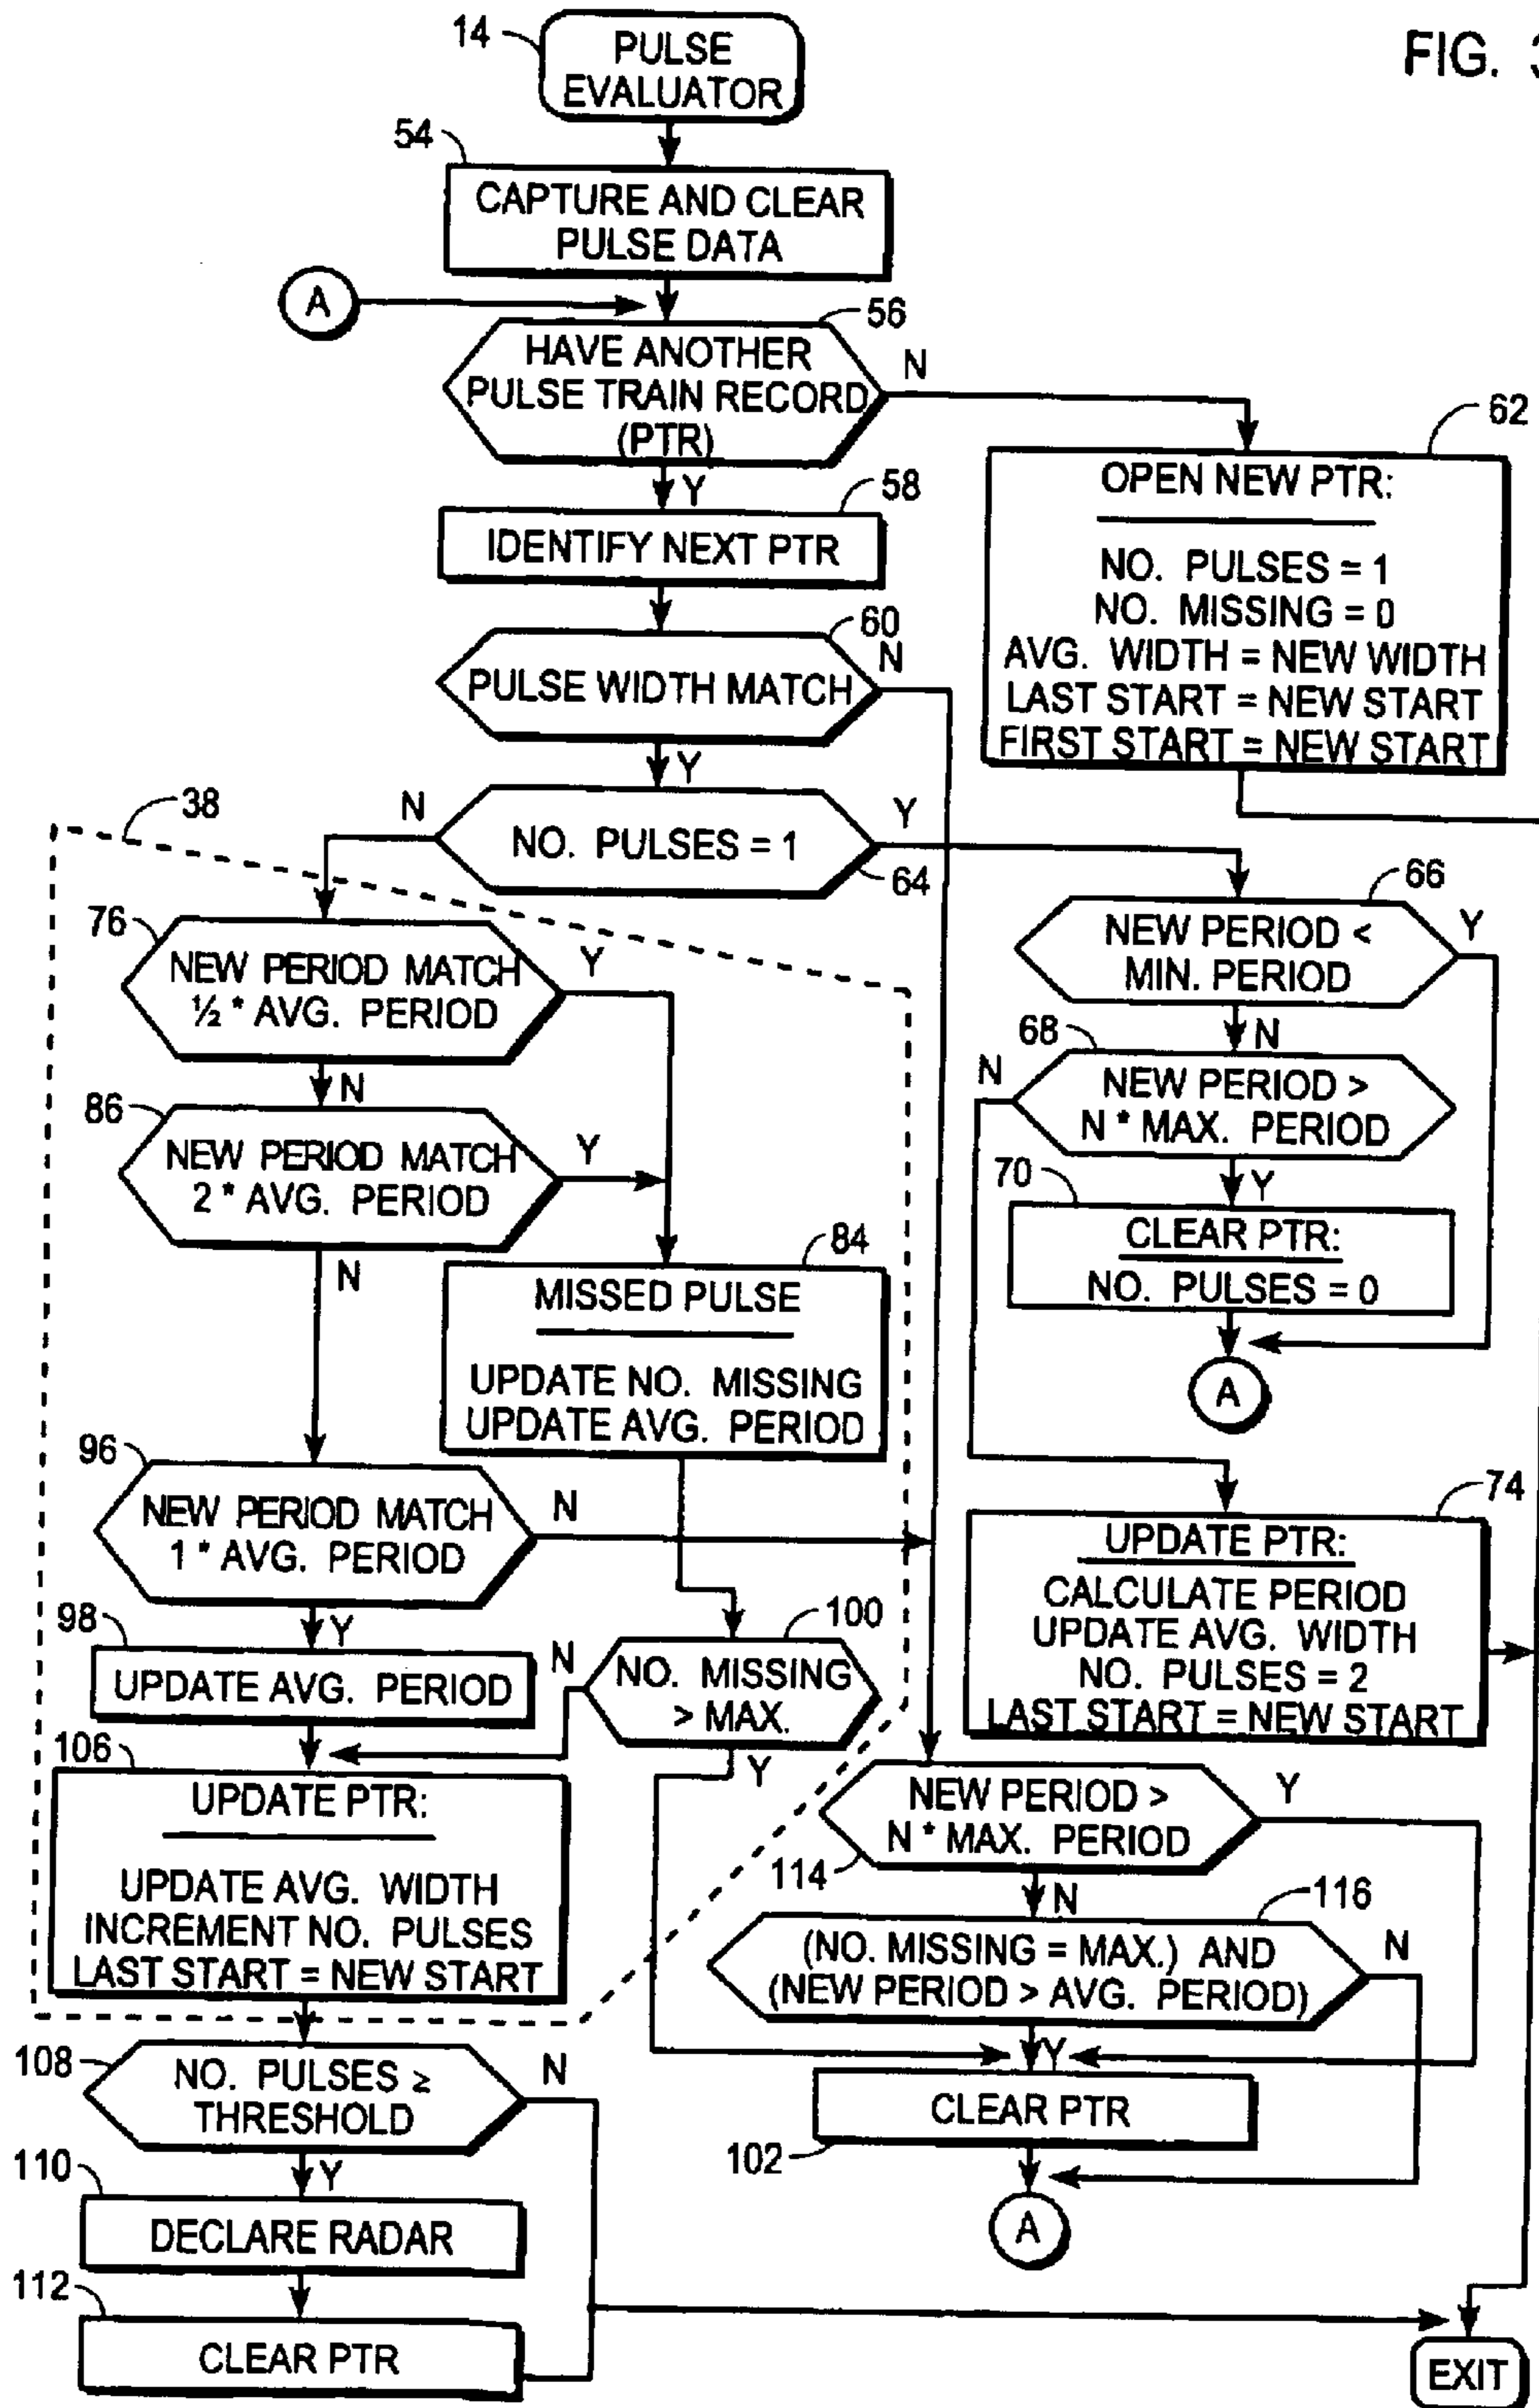 FIG. 3
14
PULSE
EVALUATOR
54
CAPTURE AND CLEAR
PULSE DATA
A
56
HAVE ANOTHER
PULSE TRAIN RECORD
(PTR)
N
Y
62
OPEN NEW PTR:
NO. PULSES = 1
NO. MISSING = 0
AVG. WIDTH = NEW WIDTH
LAST START = NEW START
FIRST START = NEW START
58
IDENTIFY NEXT PTR
60
PULSE WIDTH MATCH
N
Y
38
N
NO. PULSES = 1
Y
64
66
NEW PERIOD <
MIN. PERIOD
Y
N
68
N
NEW PERIOD >
N * MAX. PERIOD
Y
70
CLEAR PTR:
NO. PULSES = 0
A
76
NEW PERIOD MATCH
½ * AVG. PERIOD
Y
N
86
NEW PERIOD MATCH
2 * AVG. PERIOD
Y
N
84
MISSED PULSE
UPDATE NO. MISSING
UPDATE AVG. PERIOD
96
NEW PERIOD MATCH
1 * AVG. PERIOD
N
Y
74
UPDATE PTR:
CALCULATE PERIOD
UPDATE AVG. WIDTH
NO. PULSES = 2
LAST START = NEW START
98
UPDATE AVG. PERIOD
100
N
NO. MISSING
> MAX.
Y
106
UPDATE PTR:
UPDATE AVG. WIDTH
INCREMENT NO. PULSES
LAST START = NEW START
NEW PERIOD >
N * MAX. PERIOD
Y
114
N
116
(NO. MISSING = MAX.) AND
(NEW PERIOD > AVG. PERIOD)
N
Y
CLEAR PTR
102
A
108
NO. PULSES ≥
THRESHOLD
N
Y
110
DECLARE RADAR
112
CLEAR PTR
EXIT